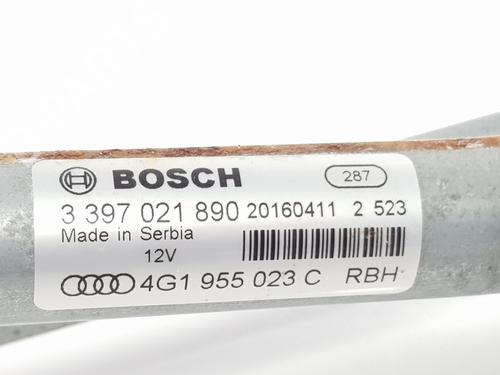 BOSCH 287
3 397 021 890 20160411 2 523
Made in Serbia
12V
4G1 955 023 C RBH